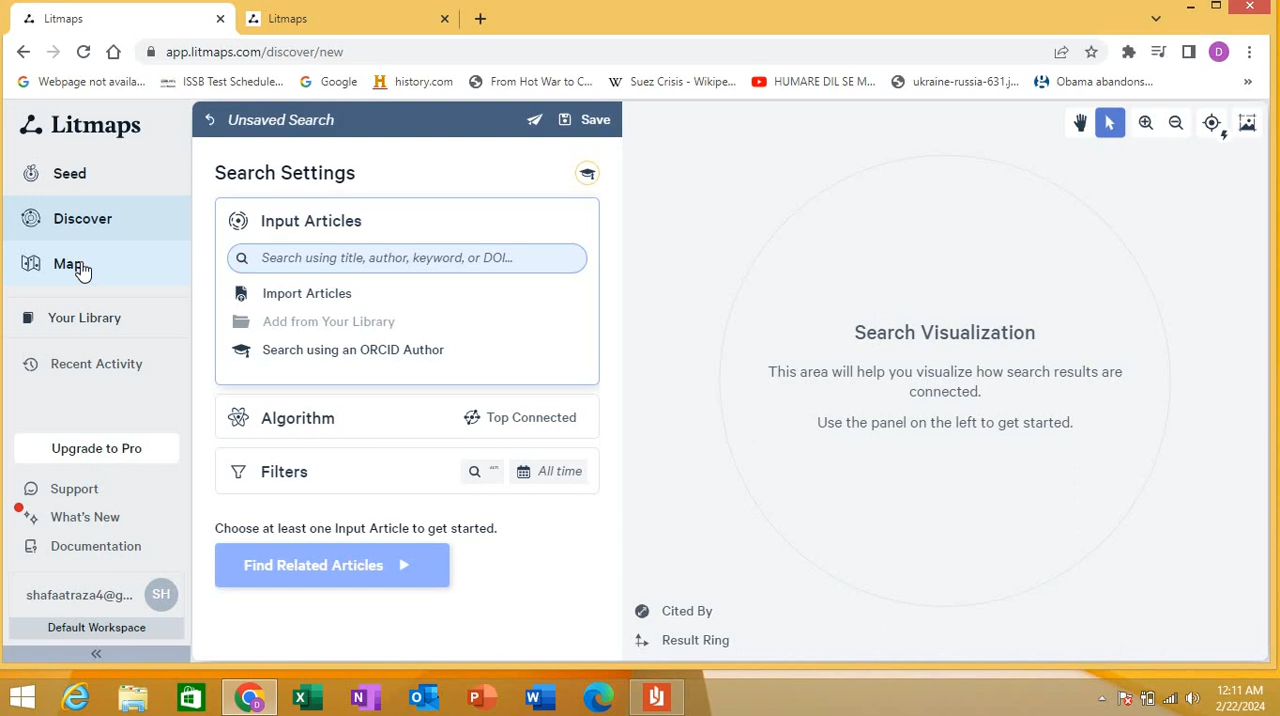 Litmaps
Litmaps
app.litmaps.com/discover/new
D
Webpage not availa...
ISSB Test Schedule...
Google
history.com
From Hot War to C...
Suez Crisis - Wikipe...
HUMARE DIL SE M...
ukraine-russia-631.j...
Obama abandons...
»
Litmaps
Unsaved Search
Save
Seed
Search Settings
Discover
Input Articles
Map
Search using title, author, keyword, or DOI...
Import Articles
Your Library
Add from Your Library
Search Visualization
Recent Activity
Search using an ORCID Author
This area will help you visualize how search results are
connected.
Algorithm
Top Connected
Use the panel on the left to get started.
Upgrade to Pro
Filters
“”
All time
Support
What's New
Choose at least one Input Article to get started.
Documentation
Find Related Articles
shafaatraza4@g...
SH
Cited By
Default Workspace
Result Ring
«
12:11 AM
2/22/2024